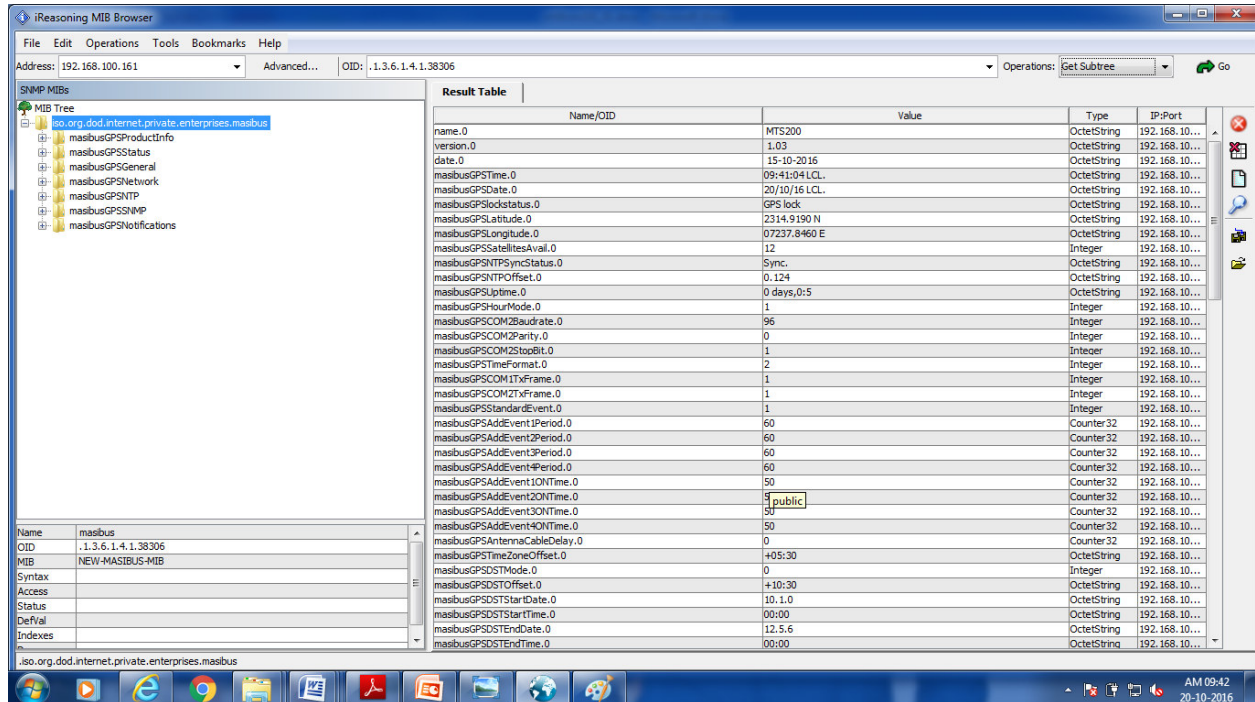 iReasoning MIB Browser
File Edit Operations Tools Bookmarks Help
Address: 192.168.100.161 Advanced... OID: .1.3.6.1.4.1.38306 Operations: Get Subtree Go
SNMP MIBs
MIB Tree
iso.org.dod.internet.private.enterprises.masibus
masibusGPSProductInfo
masibusGPSStatus
masibusGPSGeneral
masibusGPSNetwork
masibusGPSNTP
masibusGPSSNMP
masibusGPSNotifications
Name masibus
OID .1.3.6.1.4.1.38306
MIB NEW-MASIBUS-MIB
Syntax
Access
Status
DefVal
Indexes
Result Table
Name/OID Value Type IP:Port
name.0 MTS200 OctetString 192.168.10...
version.0 1.03 OctetString 192.168.10...
date.0 15-10-2016 OctetString 192.168.10...
masibusGPSTime.0 09:41:04 LCL. OctetString 192.168.10...
masibusGPSDate.0 20/10/16 LCL. OctetString 192.168.10...
masibusGPSlockstatus.0 GPS lock OctetString 192.168.10...
masibusGPSLatitude.0 2314.9190 N OctetString 192.168.10...
masibusGPSLongitude.0 07237.8460 E OctetString 192.168.10...
masibusGPSSatellitesAvail.0 12 Integer 192.168.10...
masibusGPSNTPSyncStatus.0 Sync. OctetString 192.168.10...
masibusGPSNTPOffset.0 0.124 OctetString 192.168.10...
masibusGPSUptime.0 0 days,0:5 OctetString 192.168.10...
masibusGPSHourMode.0 1 Integer 192.168.10...
masibusGPSCOM2Baudrate.0 96 Integer 192.168.10...
masibusGPSCOM2Parity.0 0 Integer 192.168.10...
masibusGPSCOM2StopBit.0 1 Integer 192.168.10...
masibusGPSTimeFormat.0 2 Integer 192.168.10...
masibusGPSCOM1TxFrame.0 1 Integer 192.168.10...
masibusGPSCOM2TxFrame.0 1 Integer 192.168.10...
masibusGPSStandardEvent.0 1 Integer 192.168.10...
masibusGPSAddEvent1Period.0 60 Counter32 192.168.10...
masibusGPSAddEvent2Period.0 60 Counter32 192.168.10...
masibusGPSAddEvent3Period.0 60 Counter32 192.168.10...
masibusGPSAddEvent4Period.0 60 Counter32 192.168.10...
masibusGPSAddEvent1ONTime.0 50 Counter32 192.168.10...
masibusGPSAddEvent2ONTime.0 public Counter32 192.168.10...
masibusGPSAddEvent3ONTime.0 50 Counter32 192.168.10...
masibusGPSAddEvent4ONTime.0 50 Counter32 192.168.10...
masibusGPSAntennaCableDelay.0 0 Counter32 192.168.10...
masibusGPSTimeZoneOffset.0 +05:30 OctetString 192.168.10...
masibusGPSDSTMode.0 0 Integer 192.168.10...
masibusGPSDSTOffset.0 +10:30 OctetString 192.168.10...
masibusGPSDSTStartDate.0 10.1.0 OctetString 192.168.10...
masibusGPSDSTStartTime.0 00:00 OctetString 192.168.10...
masibusGPSDSTEndDate.0 12.5.6 OctetString 192.168.10...
masibusGPSDSTEndTime.0 00:00 OctetString 192.168.10...
.iso.org.dod.internet.private.enterprises.masibus
AM 09:42
20-10-2016